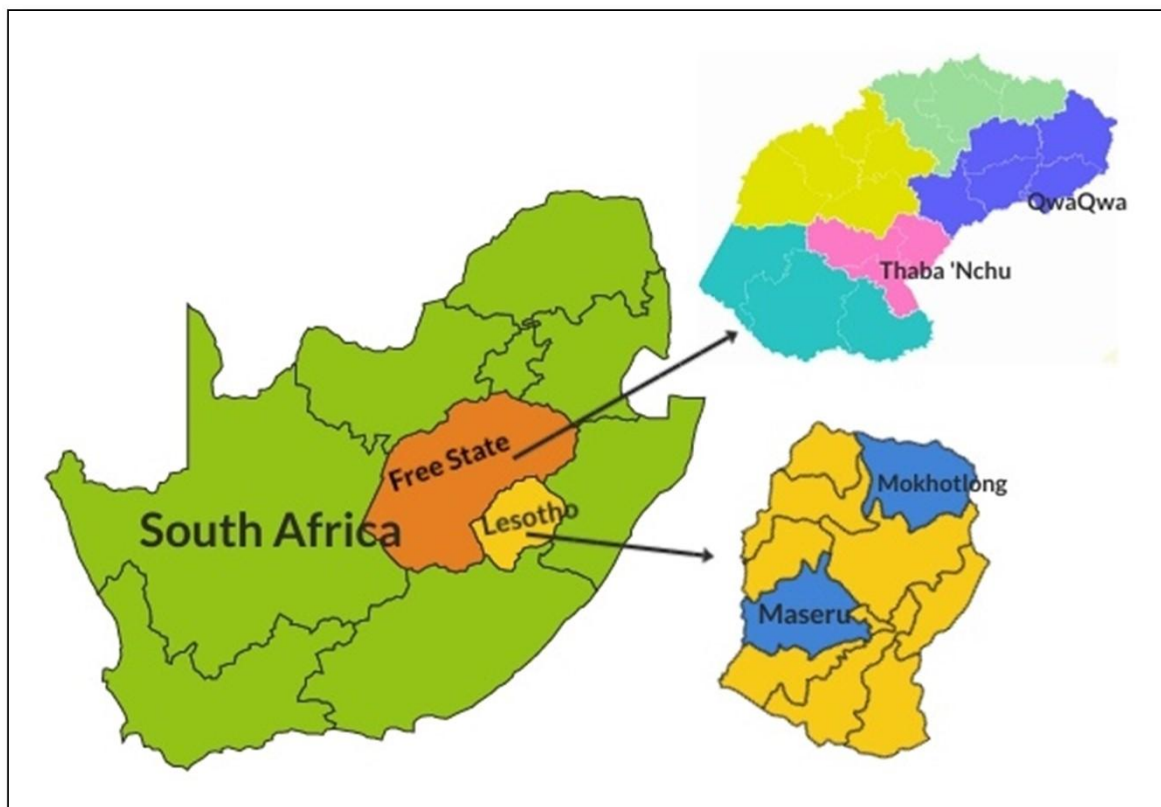 QwaQwa
Thaba 'Nchu
Free State
Lesotho
South Africa
Mokhotlong
Maseru